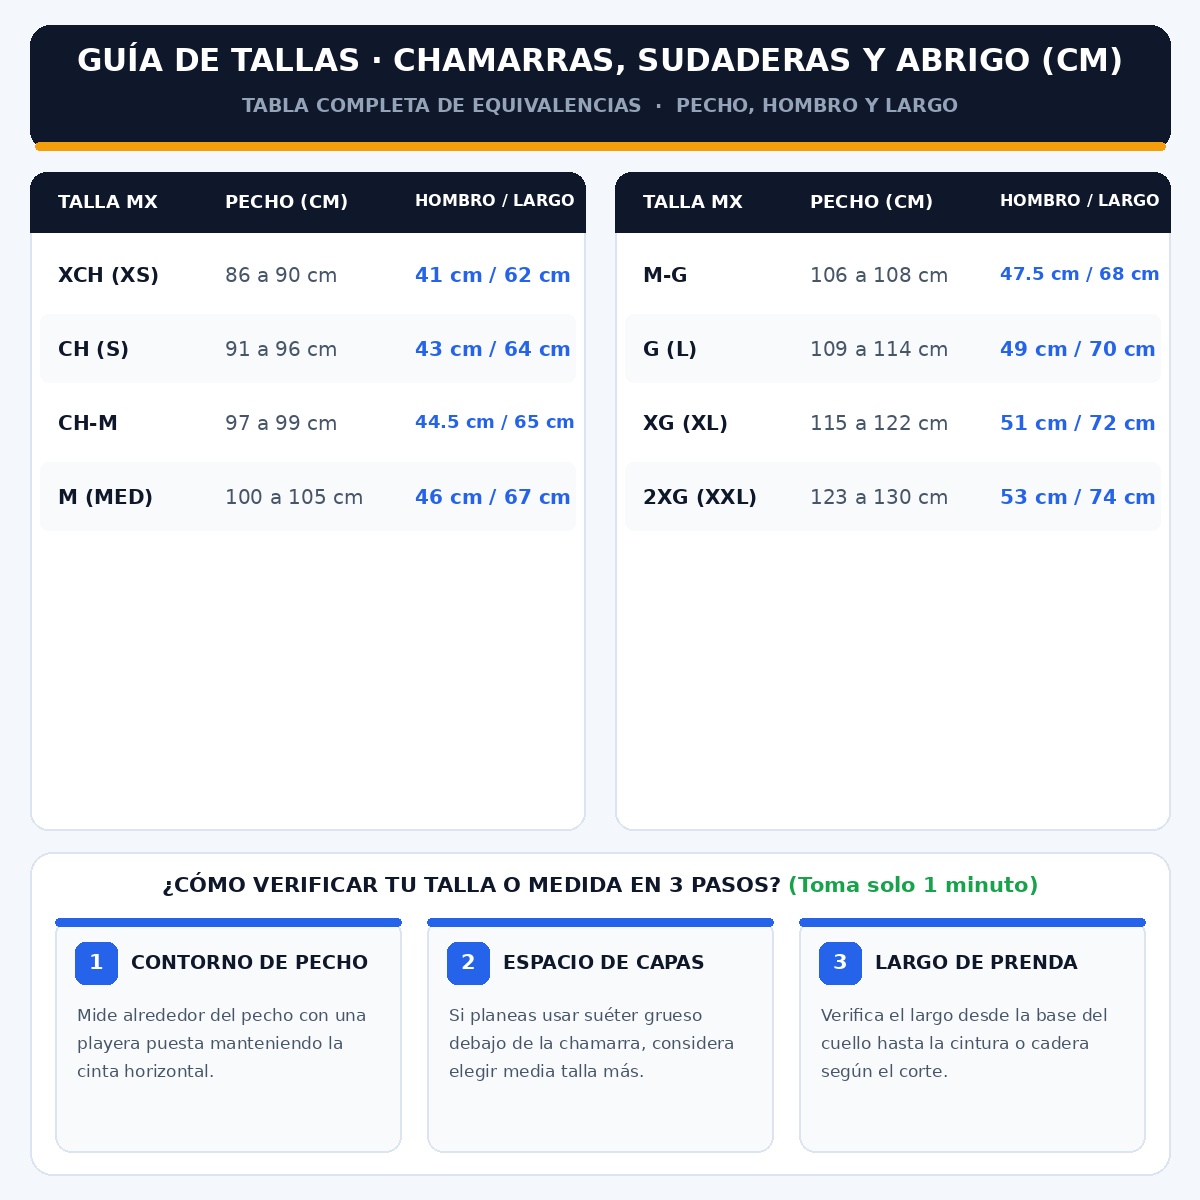 GUÍA DE TALLAS · CHAMARRAS, SUDADERAS Y ABRIGO (CM)
TABLA COMPLETA DE EQUIVALENCIAS · PECHO, HOMBRO Y LARGO
TALLA MX PECHO (CM) HOMBRO / LARGO
XCH (XS) 86 a 90 cm 41 cm / 62 cm
CH (S) 91 a 96 cm 43 cm / 64 cm
CH-M 97 a 99 cm 44.5 cm / 65 cm
M (MED) 100 a 105 cm 46 cm / 67 cm
TALLA MX PECHO (CM) HOMBRO / LARGO
M-G 106 a 108 cm 47.5 cm / 68 cm
G (L) 109 a 114 cm 49 cm / 70 cm
XG (XL) 115 a 122 cm 51 cm / 72 cm
2XG (XXL) 123 a 130 cm 53 cm / 74 cm
¿CÓMO VERIFICAR TU TALLA O MEDIDA EN 3 PASOS? (Toma solo 1 minuto)
1 CONTORNO DE PECHO
Mide alrededor del pecho con una
playera puesta manteniendo la
cinta horizontal.
2 ESPACIO DE CAPAS
Si planeas usar suéter grueso
debajo de la chamarra, considera
elegir media talla más.
3 LARGO DE PRENDA
Verifica el largo desde la base del
cuello hasta la cintura o cadera
según el corte.